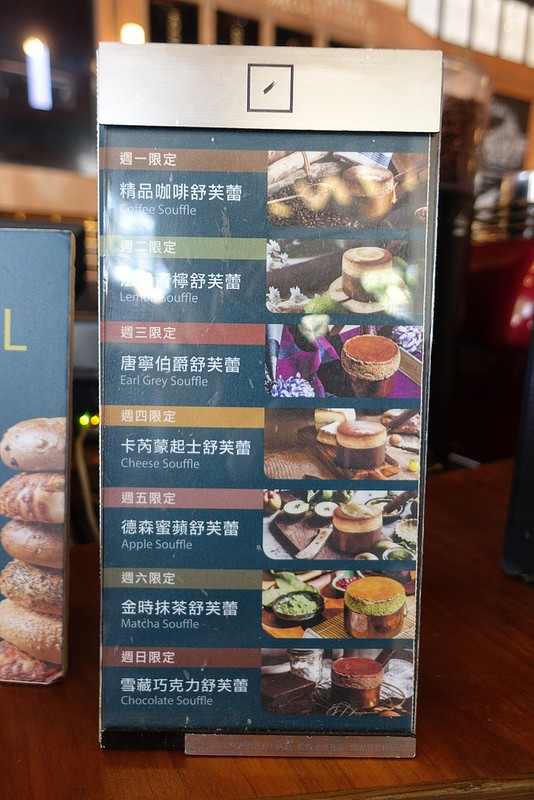 週一限定
精品咖啡舒芙蕾
Coffee Souffle
週二限定
青檸舒芙蕾
Lemon Souffle
週三限定
唐寧伯爵舒芙蕾
Earl Grey Souffle
週四限定
卡芮蒙起士舒芙蕾
Cheese Souffle
週五限定
德森蜜蘋舒芙蕾
Apple Souffle
週六限定
金時抹茶舒芙蕾
Matcha Souffle
週日限定
雪藏巧克力舒芙蕾
Chocolate Souffle
L